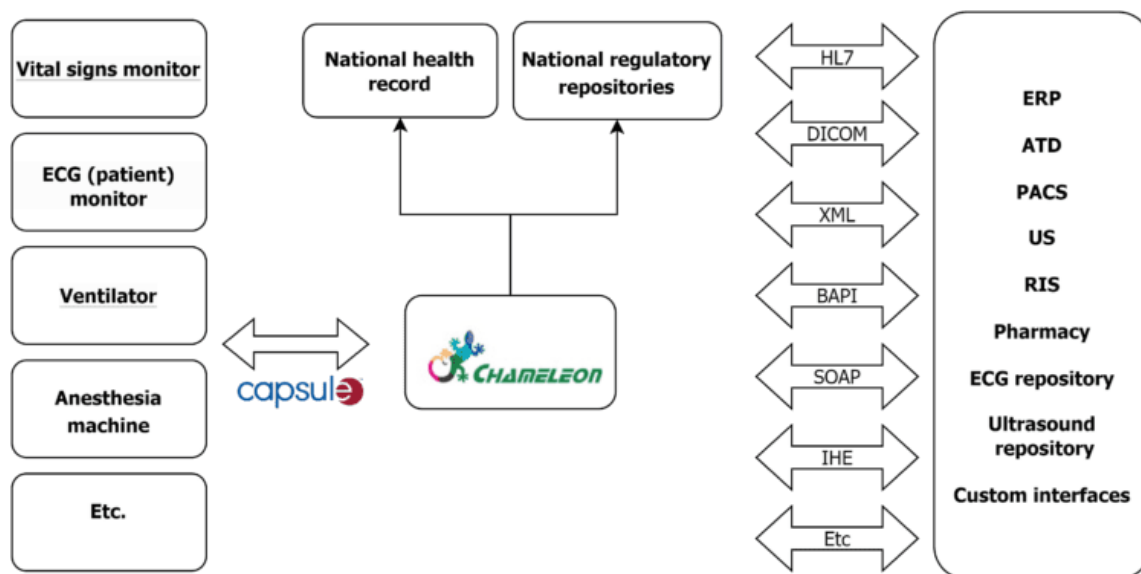 Vital signs monitor
ECG (patient)
monitor
Ventilator
Anesthesia
machine
Etc.
capsule
National health
record
National regulatory
repositories
CHAMELEON
HL7
DICOM
XML
BAPI
SOAP
IHE
Etc
ERP
ATD
PACS
US
RIS
Pharmacy
ECG repository
Ultrasound
repository
Custom interfaces